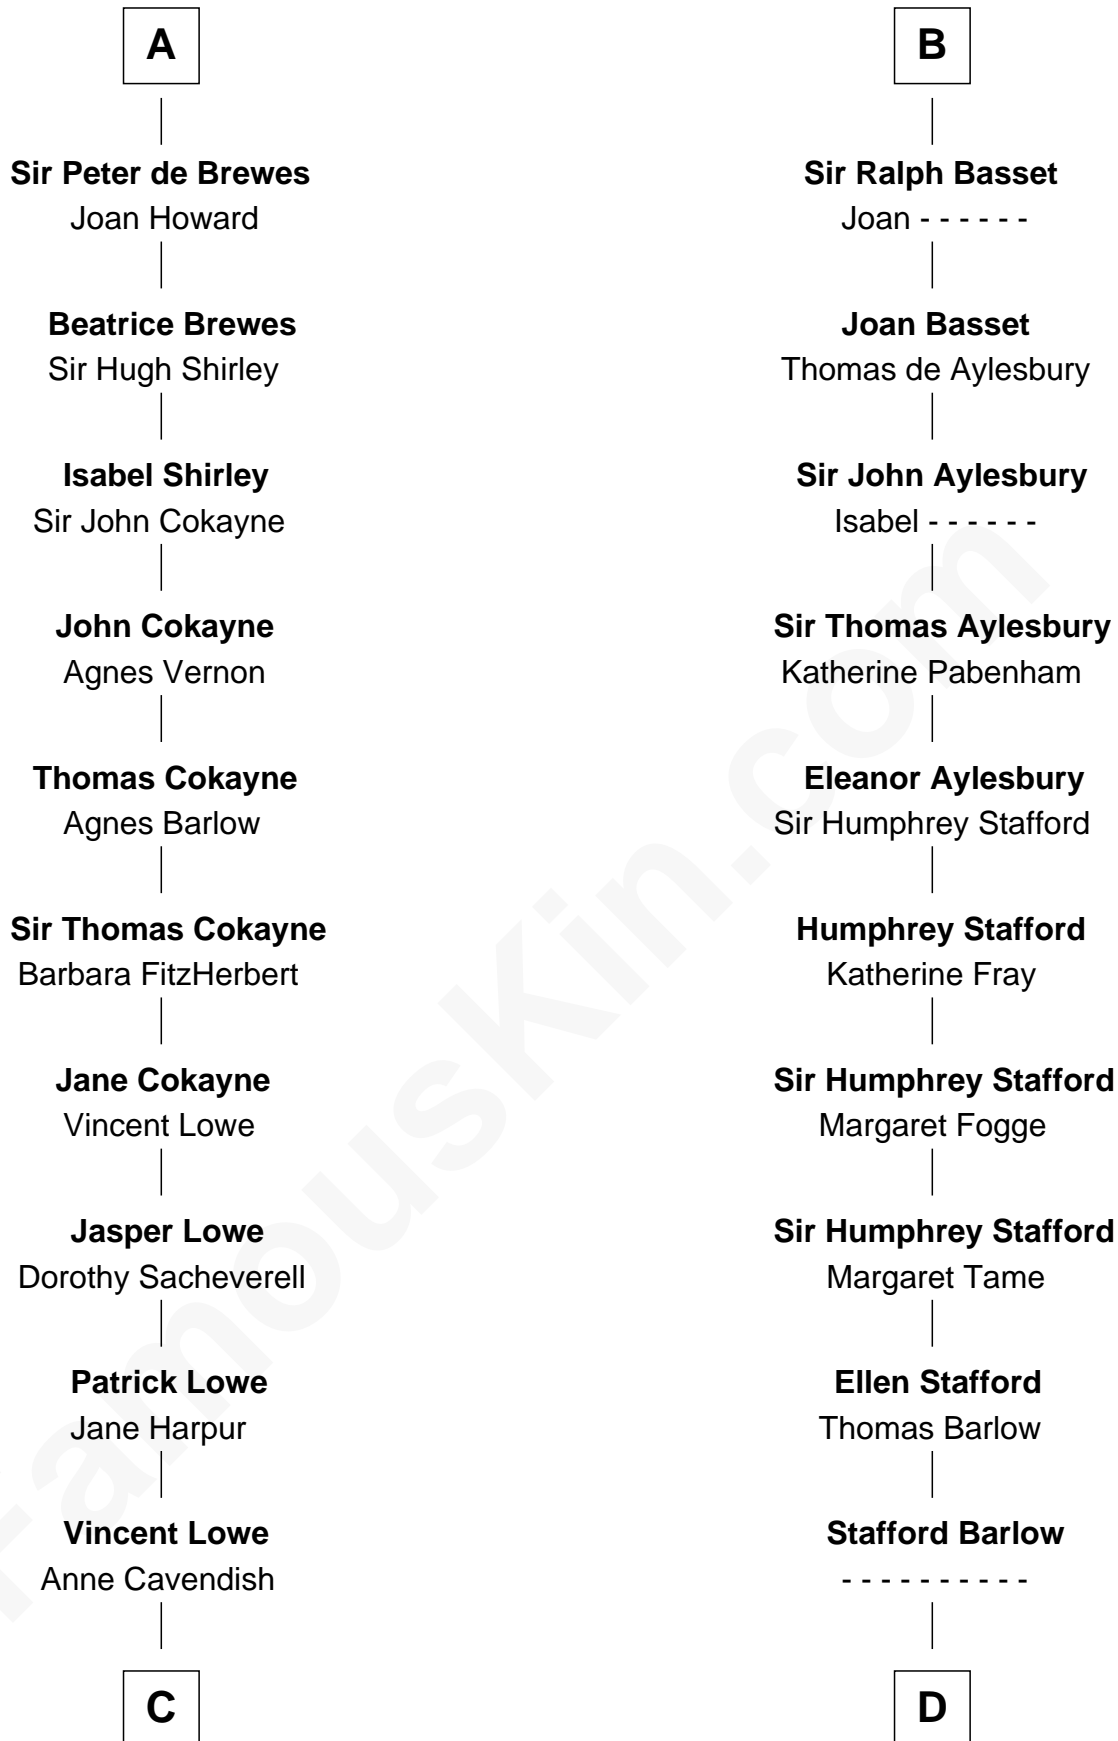 A
Sir Peter de Brewes
Joan Howard
Beatrice Brewes
Sir Hugh Shirley
Isabel Shirley
Sir John Cokayne
John Cokayne
Agnes Vernon
Thomas Cokayne
Agnes Barlow
Sir Thomas Cokayne
Barbara FitzHerbert
Jane Cokayne
Vincent Lowe
Jasper Lowe
Dorothy Sacheverell
Patrick Lowe
Jane Harpur
Vincent Lowe
Anne Cavendish
C
B
Sir Ralph Basset
Joan - - - - - -
Joan Basset
Thomas de Aylesbury
Sir John Aylesbury
Isabel - - - - - -
Sir Thomas Aylesbury
Katherine Pabenham
Eleanor Aylesbury
Sir Humphrey Stafford
Humphrey Stafford
Katherine Fray
Sir Humphrey Stafford
Margaret Fogge
Sir Humphrey Stafford
Margaret Tame
Ellen Stafford
Thomas Barlow
Stafford Barlow
- - - - - - - - - -
D
FamousKin.com